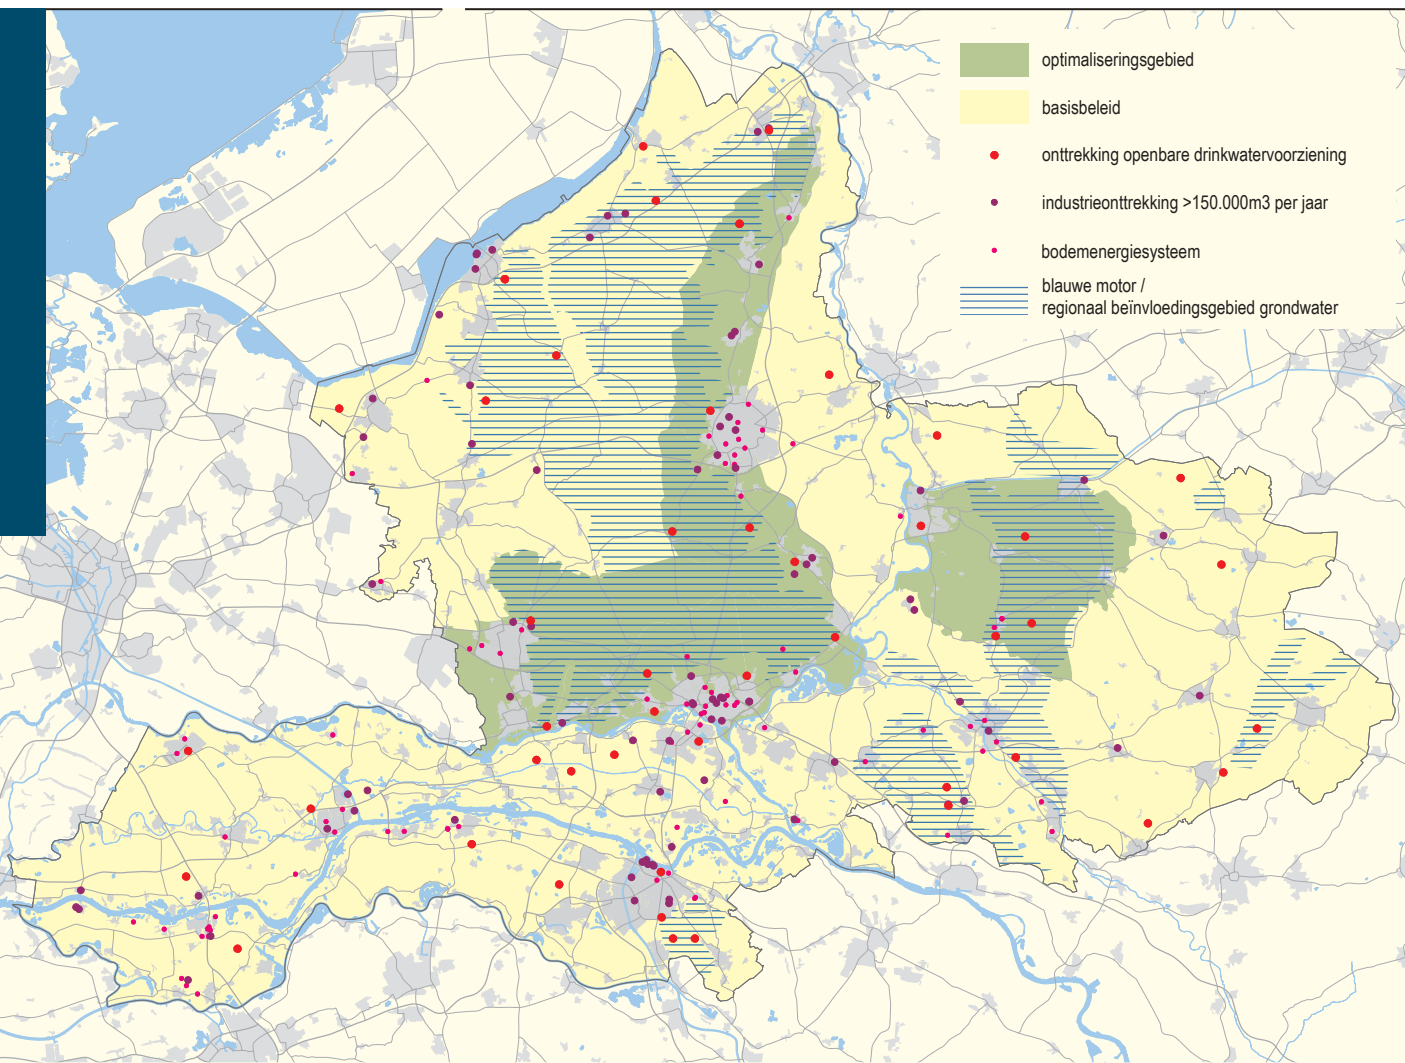 optimaliseringsgebied
basisbeleid
onttrekking openbare drinkwatervoorziening
industrieonttrekking >150.000m3 per jaar
bodemenergiesysteem
blauwe motor /
regionaal beïnvloedingsgebied grondwater